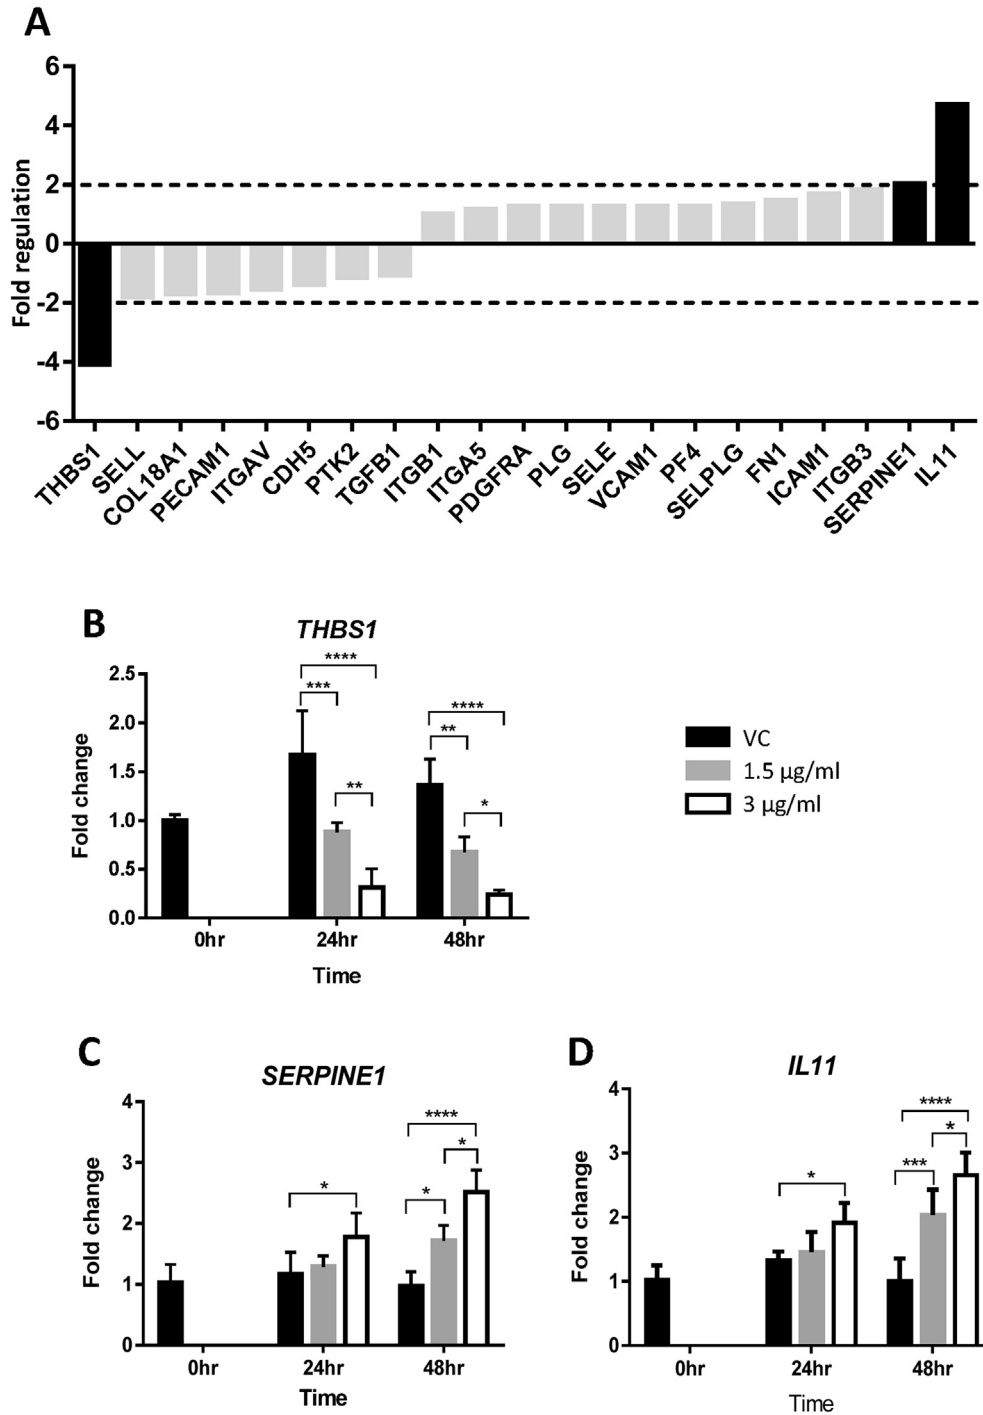 A
Fold regulation
6
4
2
0
-2
-4
-6
THBS1
SELL
COL18A1
PECAM1
ITGAV
CDH5
PTK2
TGFB1
ITGB1
ITGA5
PDGFRA
PLG
SELE
VCAM1
PF4
SELPLG
FN1
ICAM1
ITGB3
SERPINE1
IL11
B
THBS1
Fold change
2.5
2.0
1.5
1.0
0.5
0.0
****
***
**
****
**
*
0hr 24hr 48hr
Time
VC
1.5 µg/ml
3 µg/ml
C
SERPINE1
Fold change
4
3
2
1
0
*
****
*
*
0hr 24hr 48hr
Time
D
IL11
Fold change
4
3
2
1
0
*
****
*
***
0hr 24hr 48hr
Time